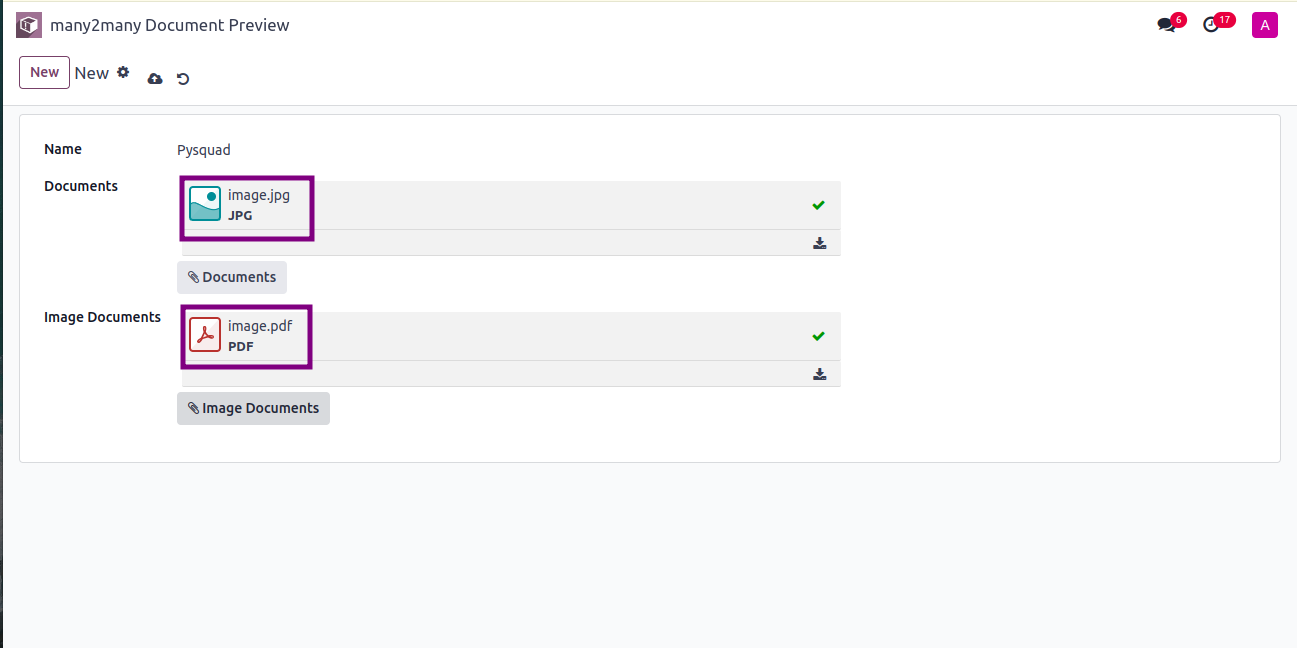 many2many Document Preview
6
17
A
New
New
Name
Pysquad
Documents
image.jpg
JPG
Documents
Image Documents
image.pdf
PDF
Image Documents